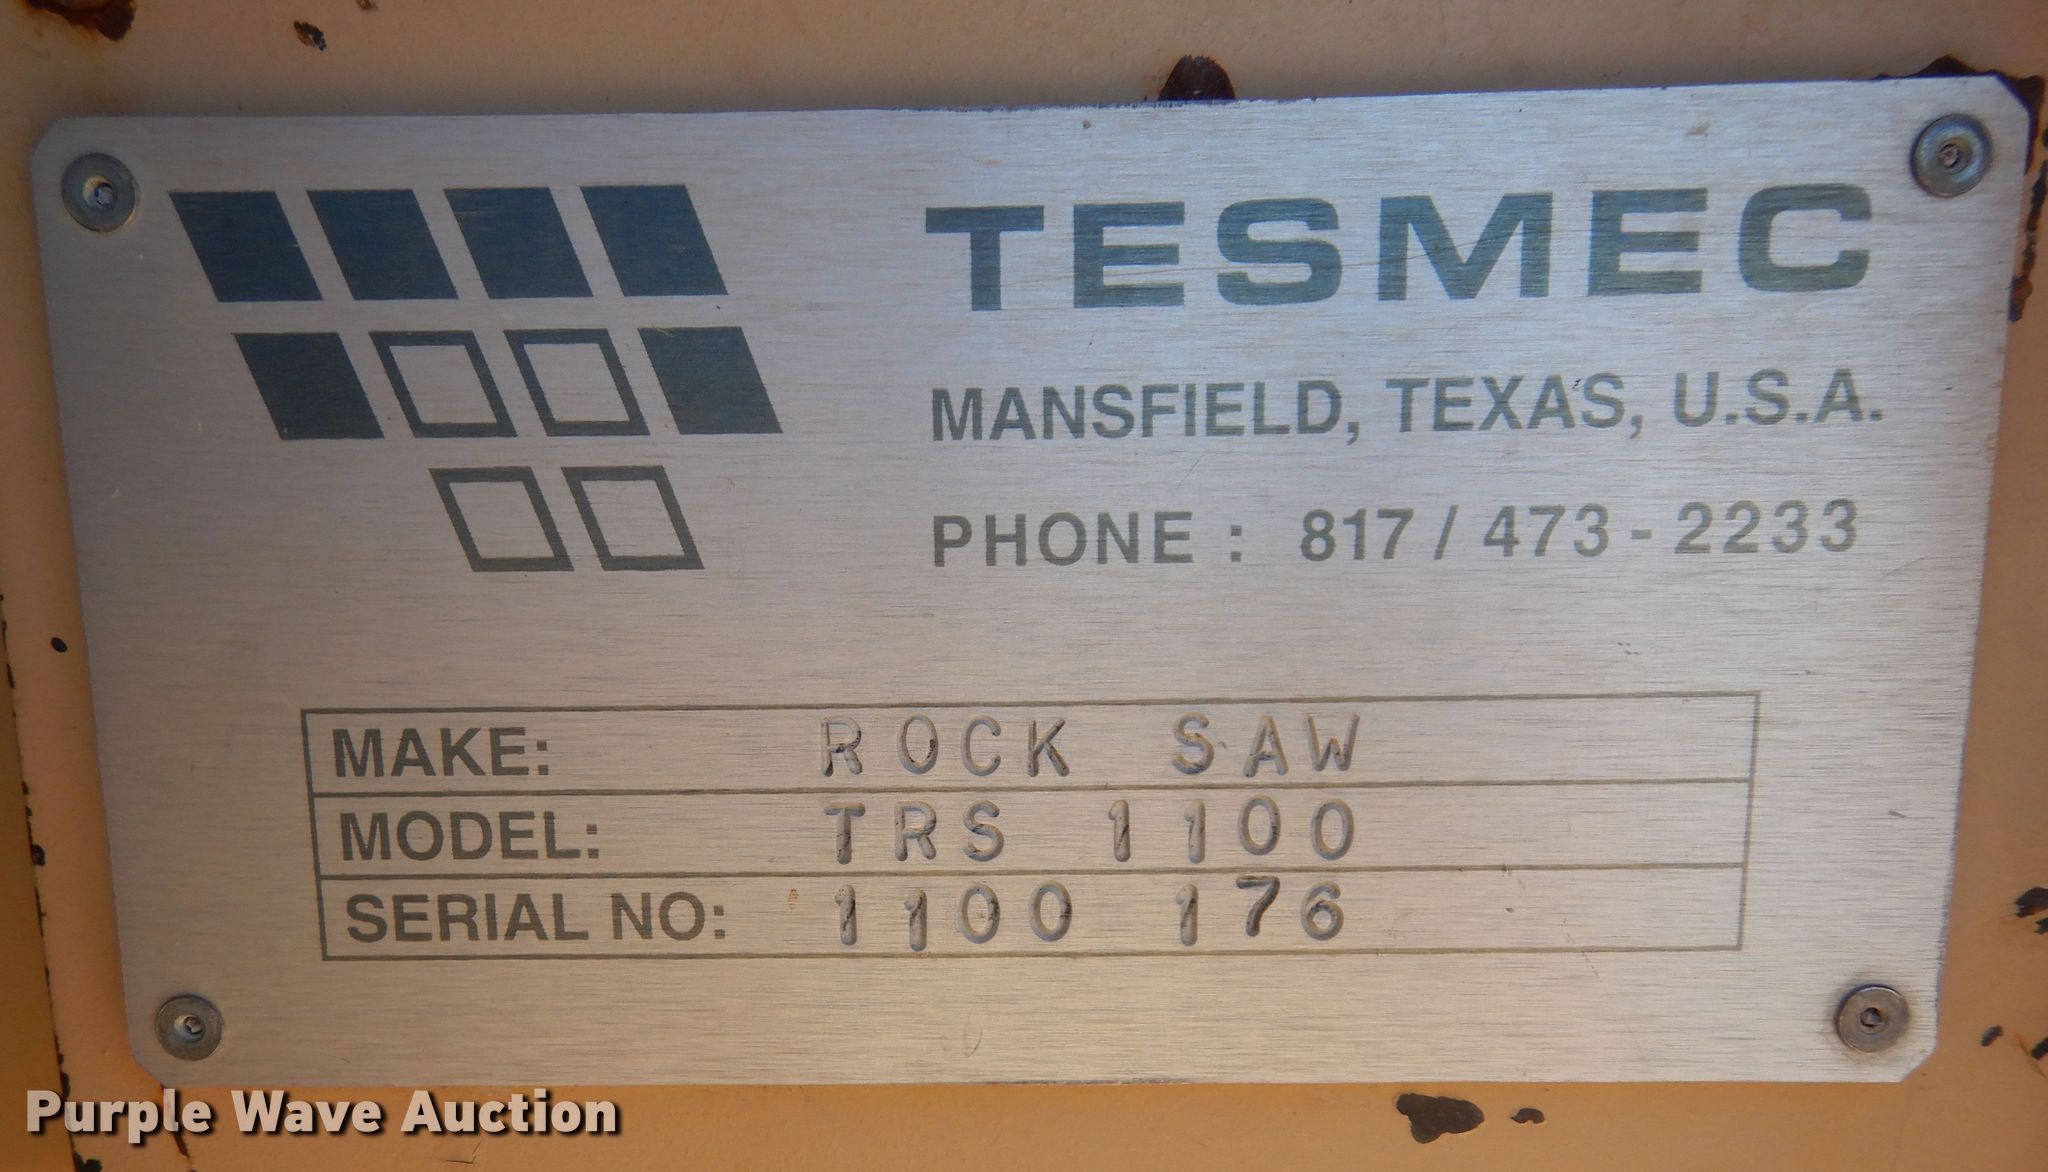 TESMEC
MANSFIELD, TEXAS, U.S.A.
PHONE : 817 / 473 - 2233
MAKE: ROCK SAW
MODEL: TRS 1100
SERIAL NO: 1100 176
Purple Wave Auction